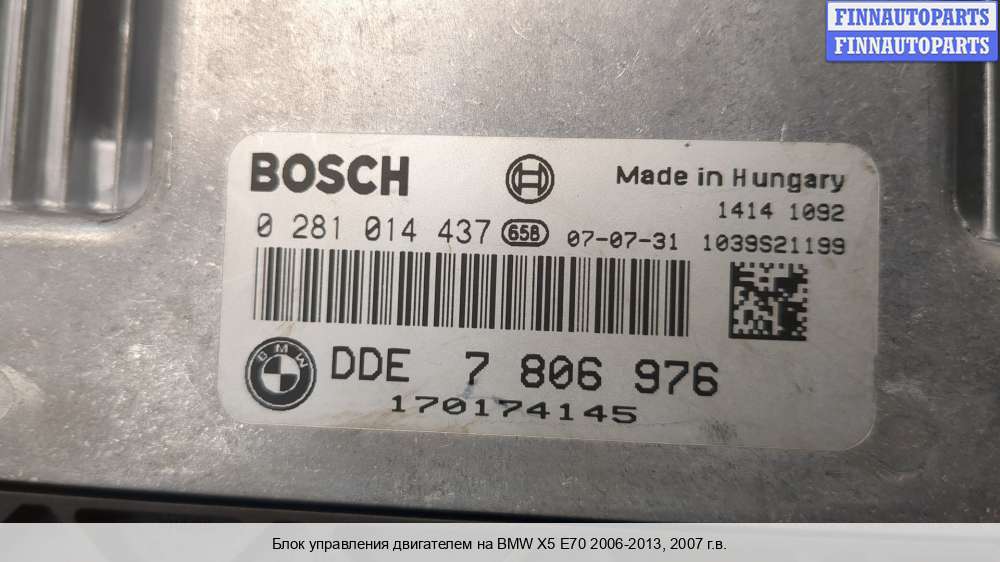 FINNAUTOPARTS
FINNAUTOPARTS
BOSCH
Made in Hungary
1414 1092
0 281 014 437 658 07-07-31 1039S21199
BMW
DDE 7 806 976
170174145
Блок управления двигателем на BMW X5 E70 2006-2013, 2007 г.в.